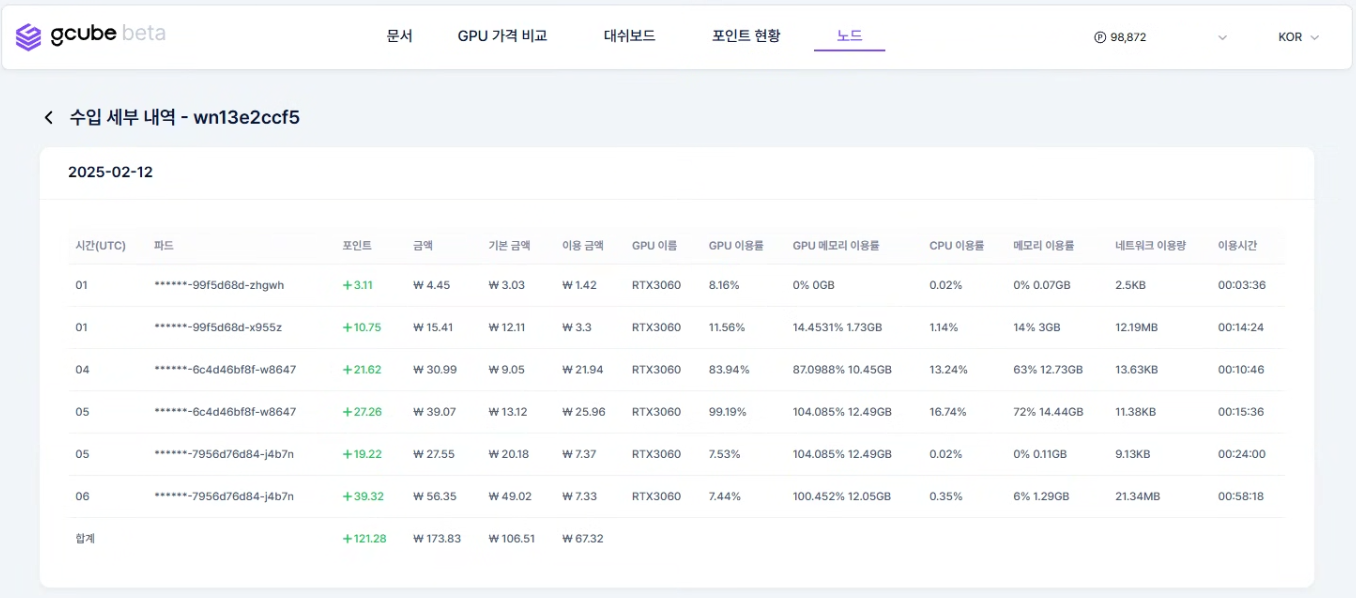 gcube beta 문서 GPU 가격 비교 대쉬보드 포인트 현황 노드 Ⓟ 98,872 KOR
수입 세부 내역 - wn13e2ccf5
2025-02-12
시간(UTC) 파드 포인트 금액 기본 금액 이용 금액 GPU 이름 GPU 이용률 GPU 메모리 이용률 CPU 이용률 메모리 이용률 네트워크 이용량 이용시간
01 ******-99f5d68d-zhgwh +3.11 ₩ 4.45 ₩ 3.03 ₩ 1.42 RTX3060 8.16% 0% 0GB 0.02% 0% 0.07GB 2.5KB 00:03:36
01 ******-99f5d68d-x955z +10.75 ₩ 15.41 ₩ 12.11 ₩ 3.3 RTX3060 11.56% 14.4531% 1.73GB 1.14% 14% 3GB 12.19MB 00:14:24
04 ******-6c4d46bf8f-w8647 +21.62 ₩ 30.99 ₩ 9.05 ₩ 21.94 RTX3060 83.94% 87.0988% 10.45GB 13.24% 63% 12.73GB 13.63KB 00:10:46
05 ******-6c4d46bf8f-w8647 +27.26 ₩ 39.07 ₩ 13.12 ₩ 25.96 RTX3060 99.19% 104.085% 12.49GB 16.74% 72% 14.44GB 11.38KB 00:15:36
05 ******-7956d76d84-j4b7n +19.22 ₩ 27.55 ₩ 20.18 ₩ 7.37 RTX3060 7.53% 104.085% 12.49GB 0.02% 0% 0.11GB 9.13KB 00:24:00
06 ******-7956d76d84-j4b7n +39.32 ₩ 56.35 ₩ 49.02 ₩ 7.33 RTX3060 7.44% 100.452% 12.05GB 0.35% 6% 1.29GB 21.34MB 00:58:18
합계 +121.28 ₩ 173.83 ₩ 106.51 ₩ 67.32